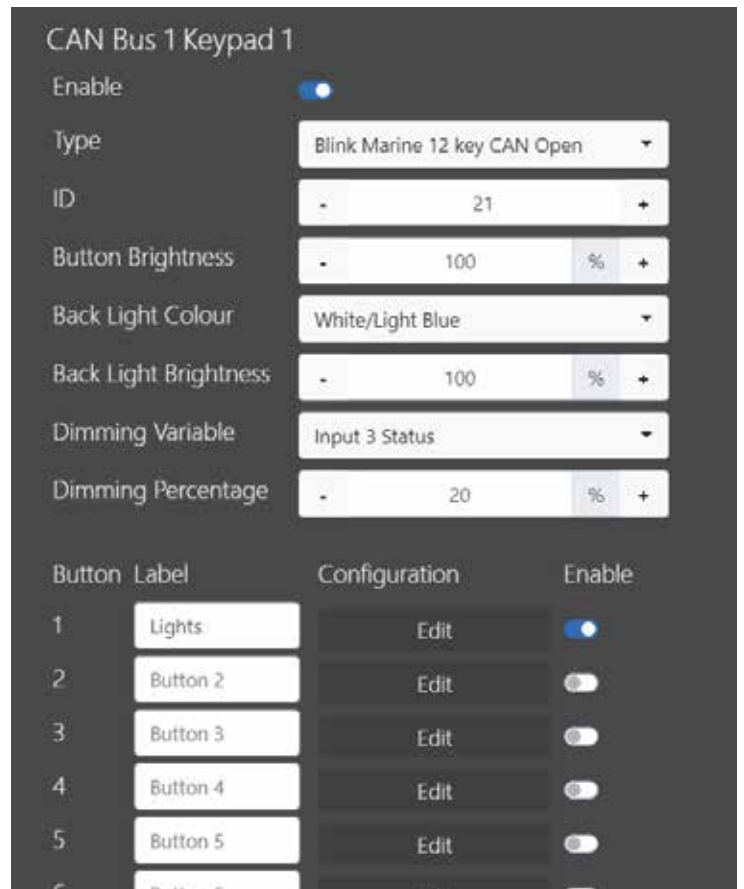 CAN Bus 1 Keypad 1
Enable
Type Blink Marine 12 key CAN Open
ID - 21 +
Button Brightness - 100 % +
Back Light Colour White/Light Blue
Back Light Brightness - 100 % +
Dimming Variable Input 3 Status
Dimming Percentage - 20 % +
Button Label Configuration Enable
1 Lights Edit
2 Button 2 Edit
3 Button 3 Edit
4 Button 4 Edit
5 Button 5 Edit